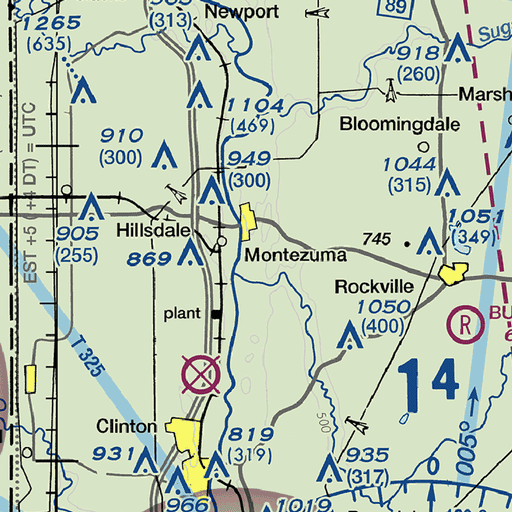 (313)
Newport
89
1265
(635)
918
(260)
Marsh
1104
(469)
Bloomingdale
910
(300)
949
(300)
1044
(315)
EST +5 (+4 DT) = UTC
905
(255)
Hillsdale
869
745
1051
(349)
Montezuma
Rockville
plant
1050
(400)
BU
R
T 325
14
500
Clinton
005°
931
819
(319)
935
(317)
0
966
1019